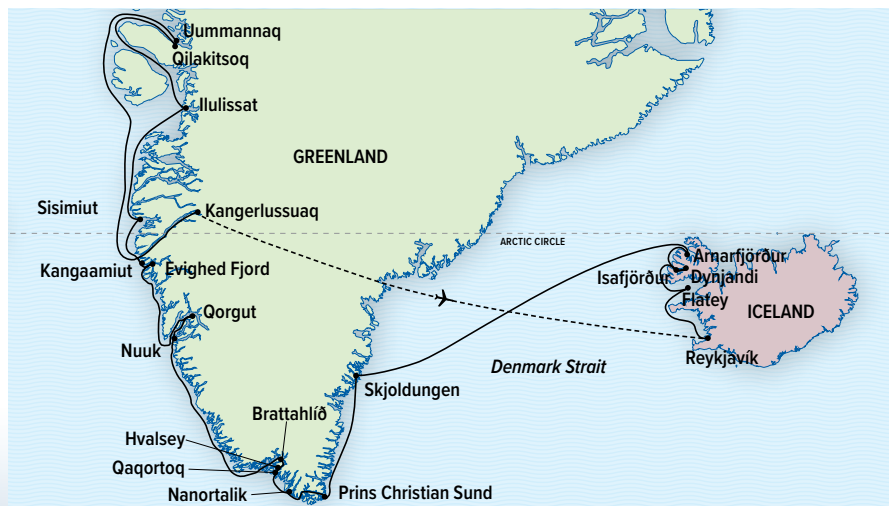 Uummannaq
Qilakitsoq
Ilulissat
GREENLAND
Sisimiut
Kangerlussuaq
ARCTIC CIRCLE
Kangaamiut
Evighed Fjord
Arnarfjörður
Isafjörður
Dynjandi
Flatey
ICELAND
Qorgut
Nuuk
Reykjavík
Denmark Strait
Skjoldungen
Brattahlíð
Hvalsey
Qaqortoq
Nanortalik
Prins Christian Sund